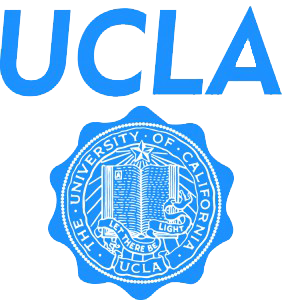 UCLA
THE · UNIVERSITY · OF · CALIFORNIA
A
LET THERE BE LIGHT
UCLA